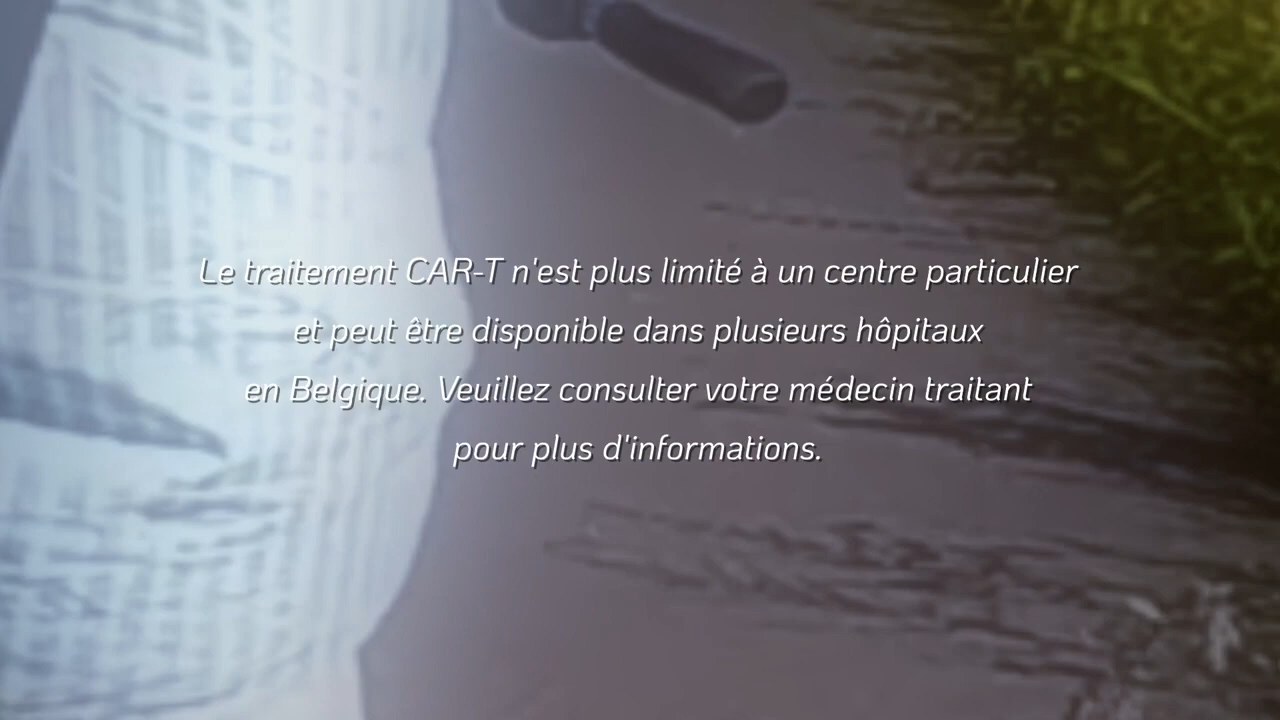 Le traitement CAR-T n'est plus limité à un centre particulier
et peut être disponible dans plusieurs hôpitaux
en Belgique. Veuillez consulter votre médecin traitant
pour plus d'informations.